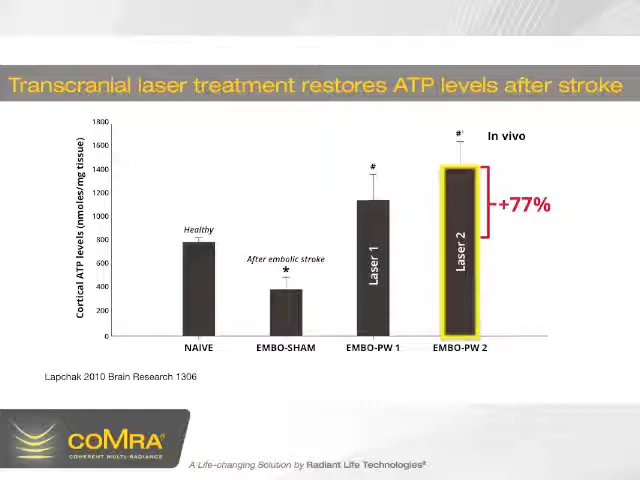 Transcranial laser treatment restores ATP levels after stroke
Cortical ATP levels (nmoles/mg tissue)
1800
1600
1400
1200
1000
800
600
400
200
0
Healthy
After embolic stroke
*
#
#'
In vivo
+77%
Laser 1
Laser 2
NAIVE EMBO-SHAM EMBO-PW 1 EMBO-PW 2
Lapchak 2010 Brain Research 1306
coMRA®
COHERENT MULTI-RADIANCE
A Life-changing Solution by Radiant Life Technologies®